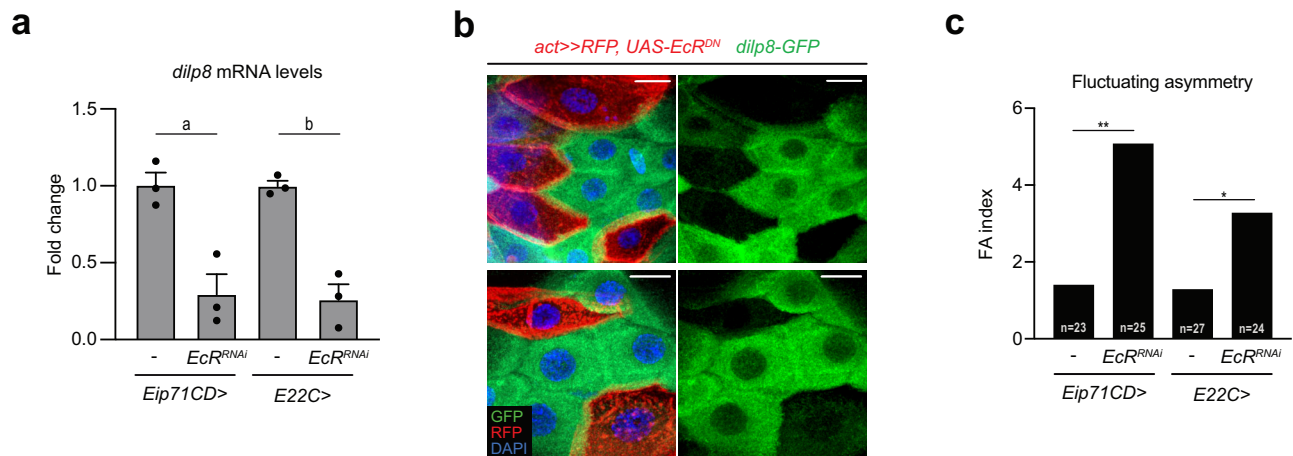 a
dilp8 mRNA levels
Fold change
1.5
1.0
0.5
0.0
a
b
- EcRRNAi - EcRRNAi
Eip71CD> E22C>
b
act>>RFP, UAS-EcRDN dilp8-GFP
GFP
RFP
DAPI
c
Fluctuating asymmetry
FA index
6
4
2
0
**
*
n=23 n=25 n=27 n=24
- EcRRNAi - EcRRNAi
Eip71CD> E22C>